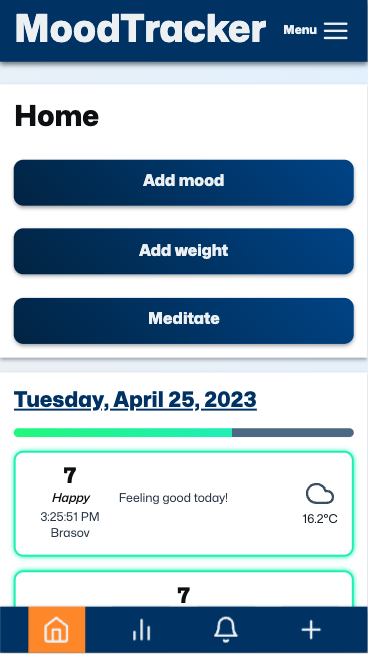 MoodTracker
Menu
Home
Add mood
Add weight
Meditate
Tuesday, April 25, 2023
7
Happy
Feeling good today!
3:25:51 PM
Brasov
16.2°C
7